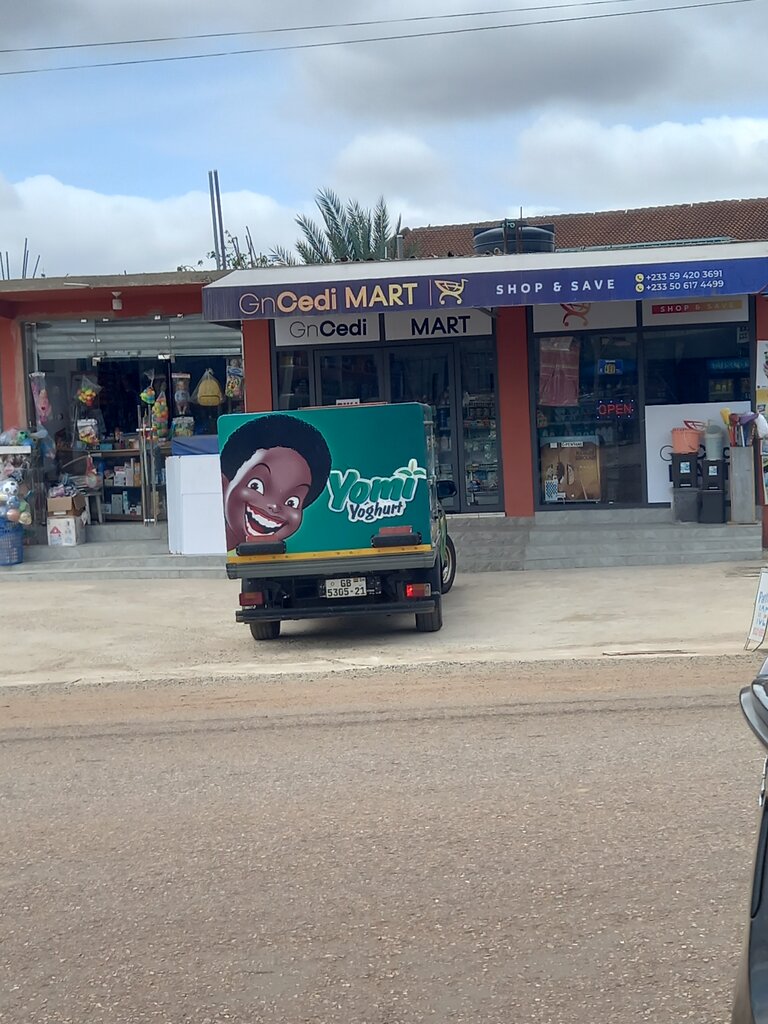 GnCedi MART
SHOP & SAVE
+233 59 420 3691
+233 50 617 4499
GnCedi MART
SHOP & SAVE
OPEN
Yomi
Yoghurt
GB
5305-21